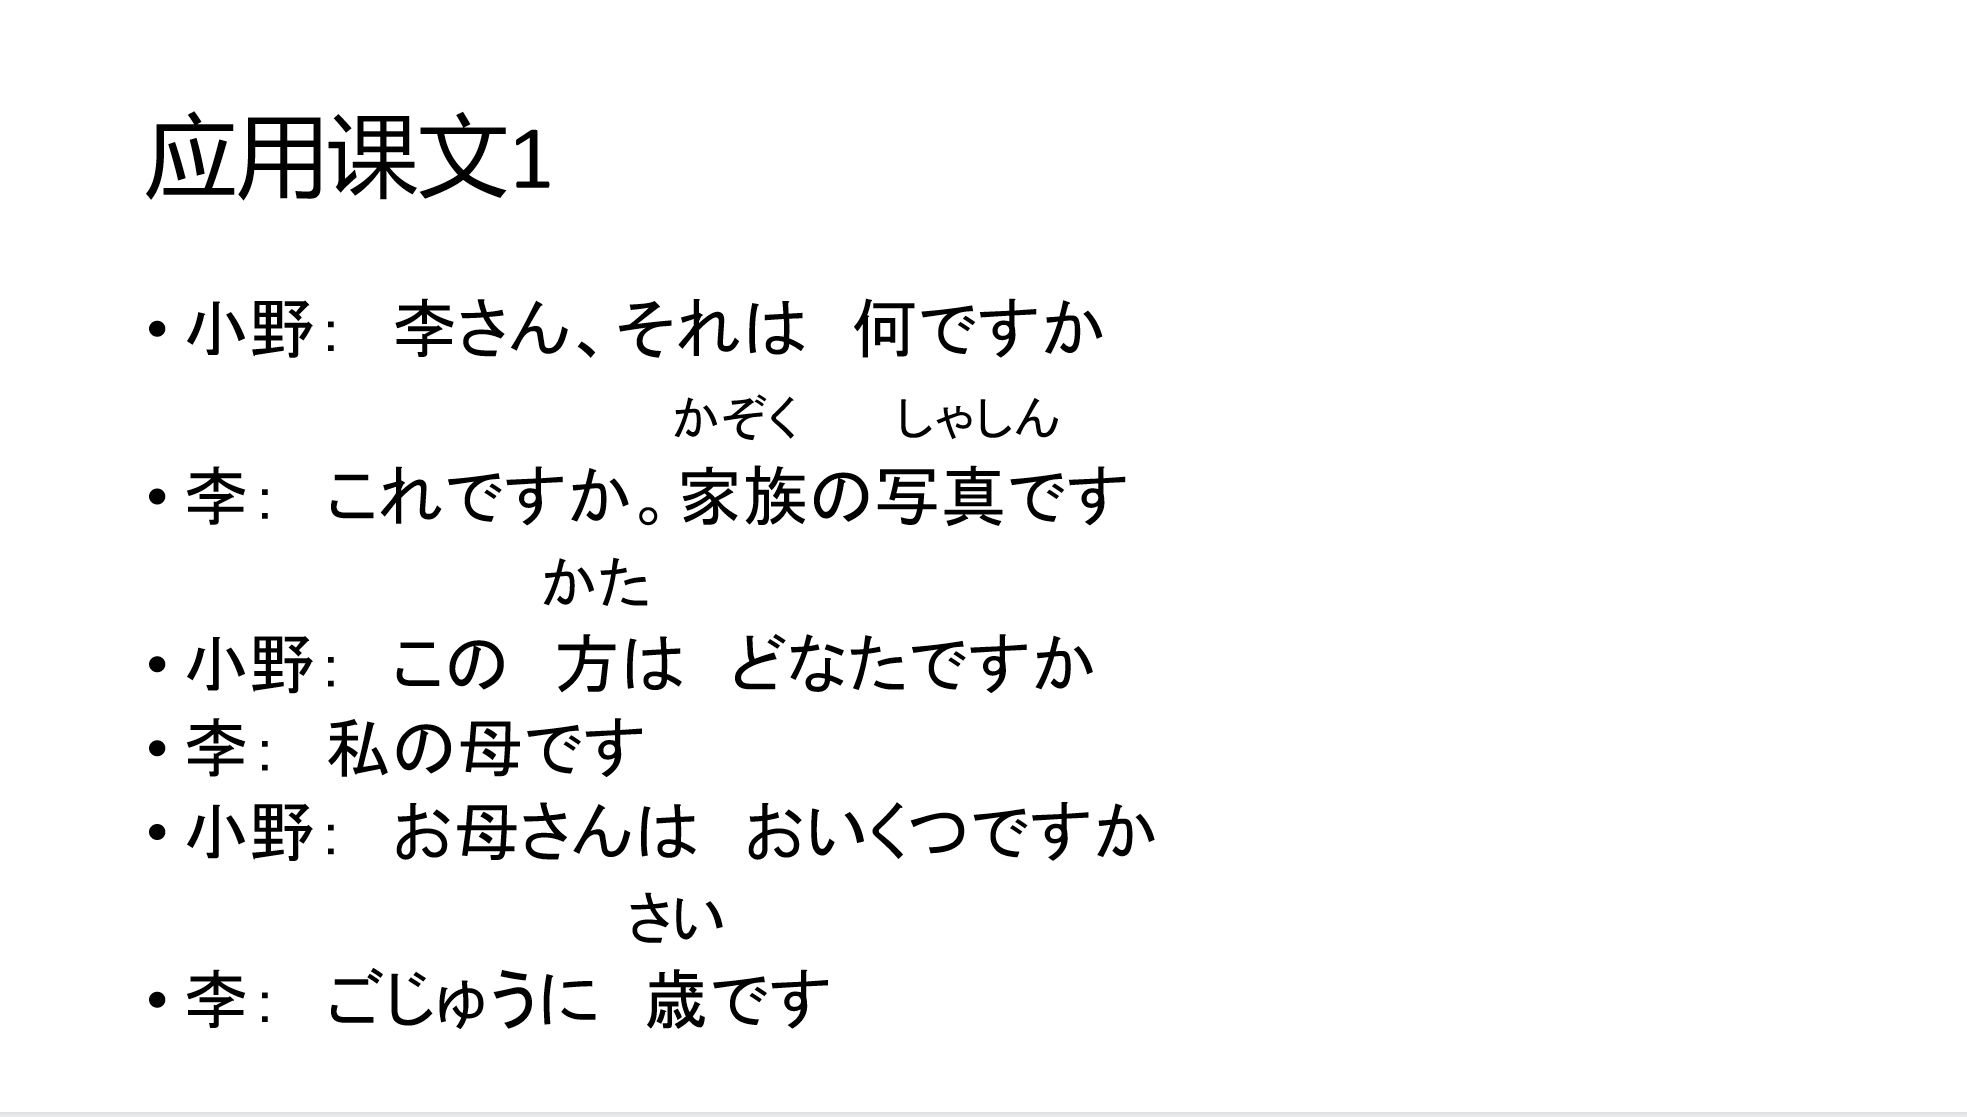 应用课文1
• 小野： 李さん、それは　何ですか
かぞく　　しゃしん
• 李： これですか。家族の写真です
かた
• 小野： この　方は　どなたですか
• 李： 私の母です
• 小野： お母さんは　おいくつですか
さい
• 李： ごじゅうに　歳です